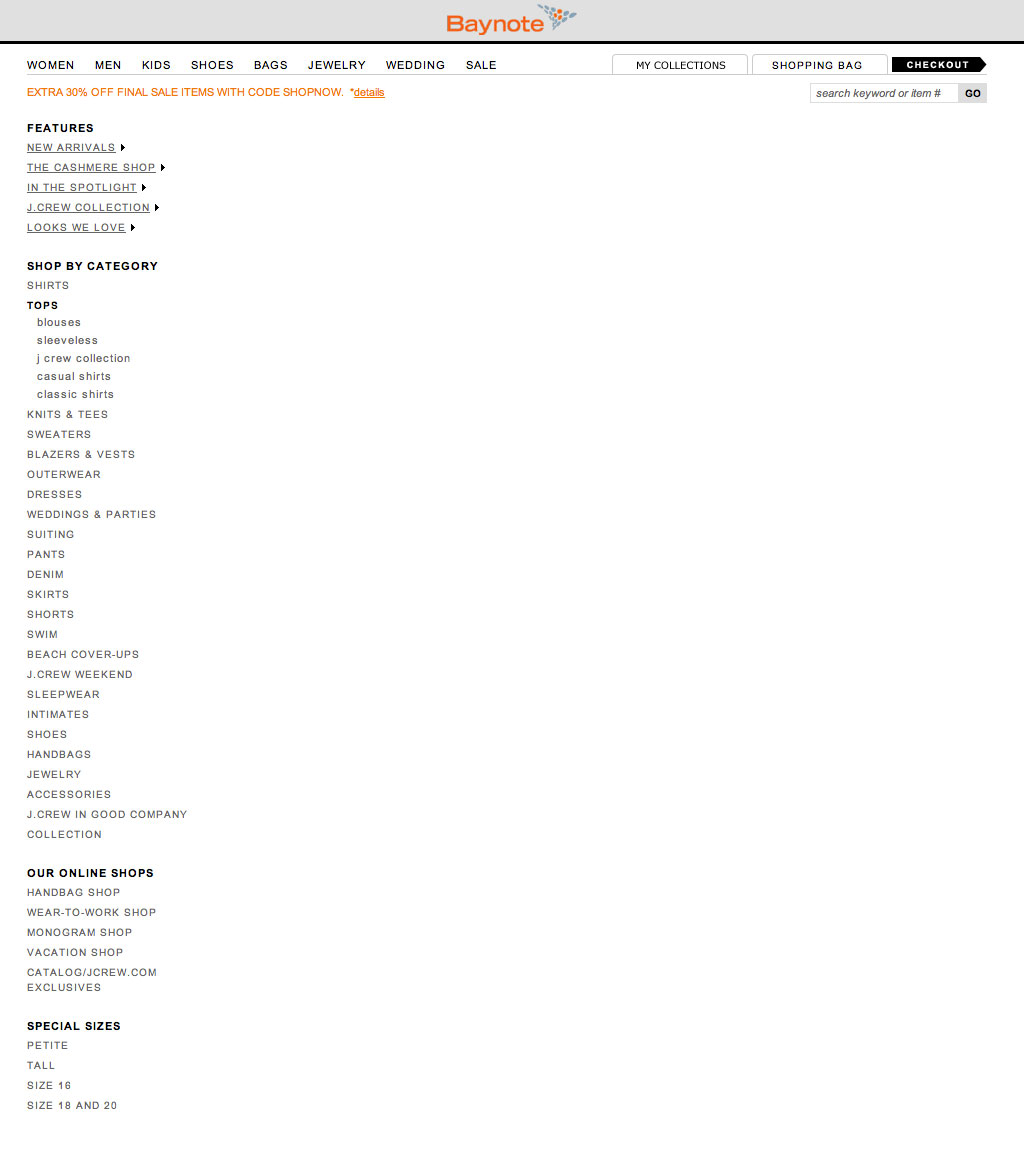 Baynote
WOMEN MEN KIDS SHOES BAGS JEWELRY WEDDING SALE MY COLLECTIONS SHOPPING BAG CHECKOUT
EXTRA 30% OFF FINAL SALE ITEMS WITH CODE SHOPNOW. *details search keyword or item # GO
FEATURES
NEW ARRIVALS
THE CASHMERE SHOP
IN THE SPOTLIGHT
J.CREW COLLECTION
LOOKS WE LOVE
SHOP BY CATEGORY
SHIRTS
TOPS
blouses
sleeveless
j crew collection
casual shirts
classic shirts
KNITS & TEES
SWEATERS
BLAZERS & VESTS
OUTERWEAR
DRESSES
WEDDINGS & PARTIES
SUITING
PANTS
DENIM
SKIRTS
SHORTS
SWIM
BEACH COVER-UPS
J.CREW WEEKEND
SLEEPWEAR
INTIMATES
SHOES
HANDBAGS
JEWELRY
ACCESSORIES
J.CREW IN GOOD COMPANY
COLLECTION
OUR ONLINE SHOPS
HANDBAG SHOP
WEAR-TO-WORK SHOP
MONOGRAM SHOP
VACATION SHOP
CATALOG/JCREW.COM
EXCLUSIVES
SPECIAL SIZES
PETITE
TALL
SIZE 16
SIZE 18 AND 20